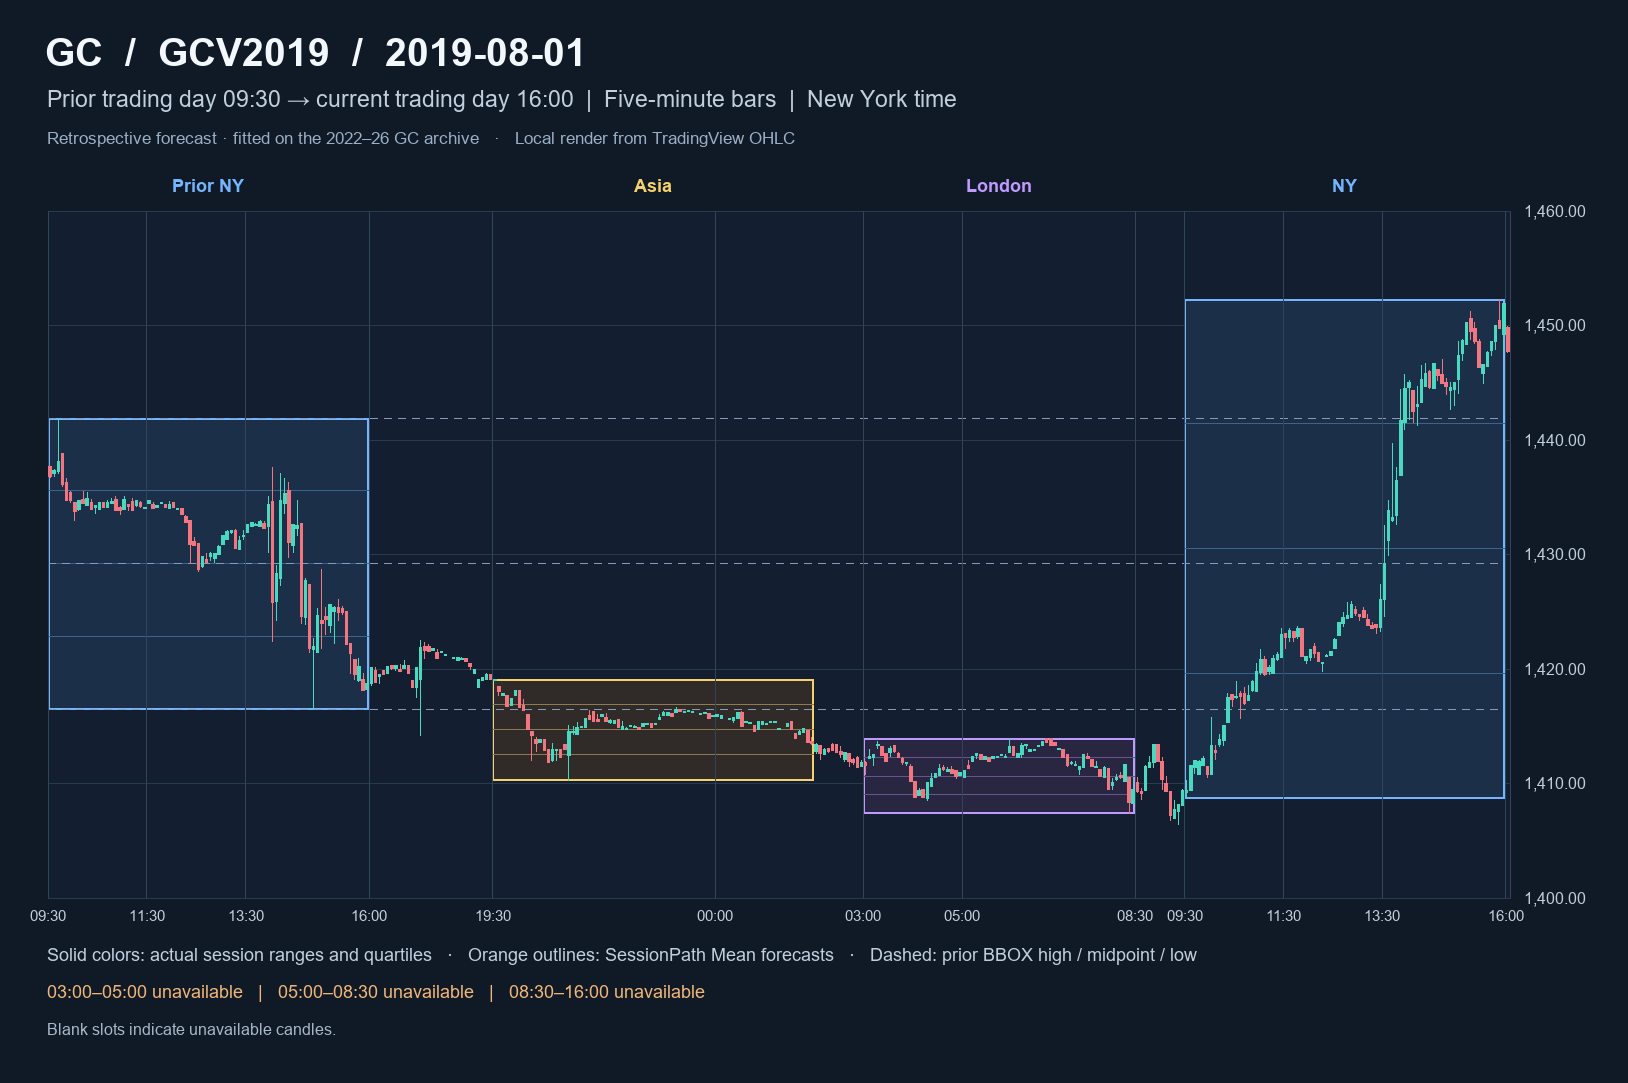 GC / GCV2019 / 2019-08-01
Prior trading day 09:30 → current trading day 16:00 | Five-minute bars | New York time
Retrospective forecast · fitted on the 2022–26 GC archive · Local render from TradingView OHLC
Prior NY Asia London NY
1,460.00
1,450.00
1,440.00
1,430.00
1,420.00
1,410.00
1,400.00
09:30 11:30 13:30 16:00 19:30 00:00 03:00 05:00 08:30 09:30 11:30 13:30 16:00
Solid colors: actual session ranges and quartiles · Orange outlines: SessionPath Mean forecasts · Dashed: prior BBOX high / midpoint / low
03:00–05:00 unavailable | 05:00–08:30 unavailable | 08:30–16:00 unavailable
Blank slots indicate unavailable candles.